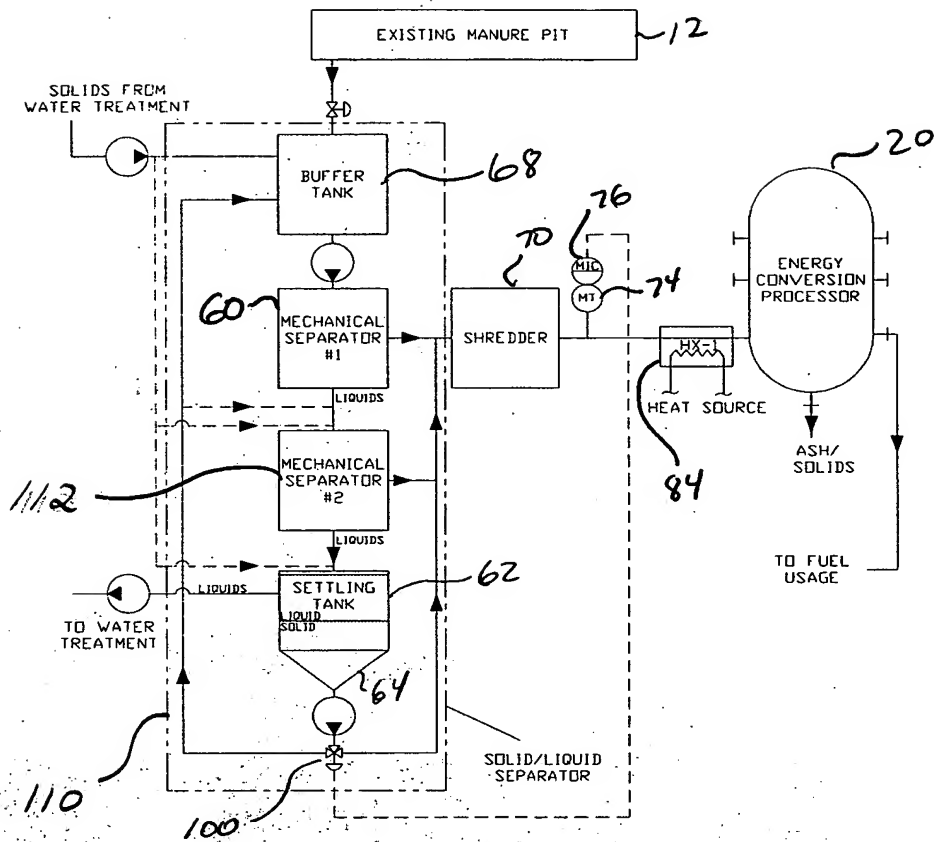 EXISTING MANURE PIT
12
SOLIDS FROM
WATER TREATMENT
BUFFER
TANK
68
20
76
MIC
70
74
MT
60
MECHANICAL
SEPARATOR
#1
SHREDDER
ENERGY
CONVERSION
PROCESSOR
HX-1
LIQUIDS
HEAT SOURCE
84
ASH/
SOLIDS
112
MECHANICAL
SEPARATOR
#2
LIQUIDS
TO FUEL
USAGE
62
LIQUIDS
SETTLING
TANK
LIQUID
SOLID
TO WATER
TREATMENT
64
SOLID/LIQUID
SEPARATOR
110
100